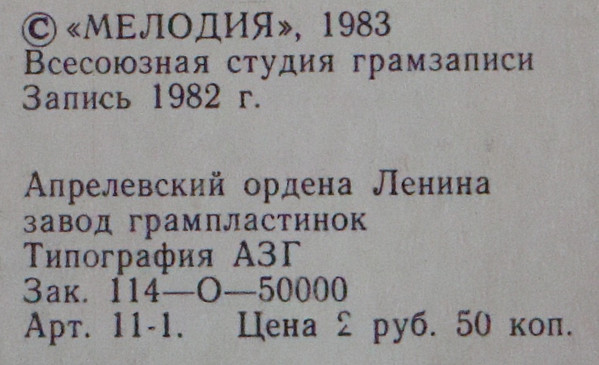 © «МЕЛОДИЯ», 1983
Всесоюзная студия грамзаписи
Запись 1982 г.
Апрелевский ордена Ленина
завод грампластинок
Типография АЗГ
Зак. 114—О—50000
Арт. 11-1. Цена 2 руб. 50 коп.